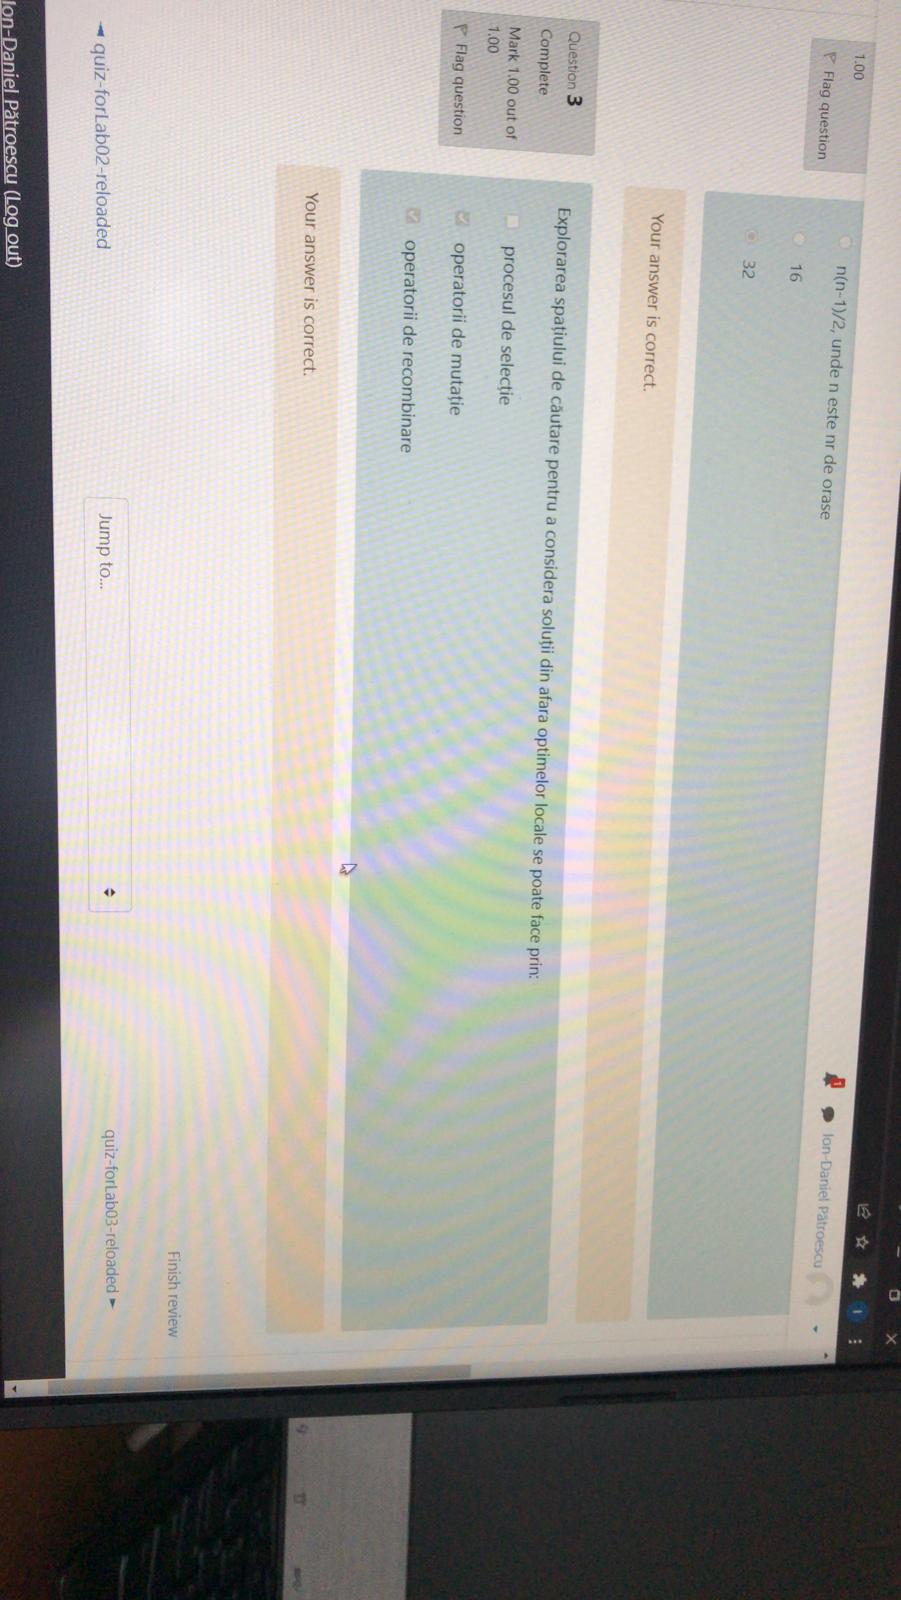 1.00
Flag question
n(n-1)/2, unde n este nr de orase
16
32
1
I
Ion-Daniel Pătroescu
Your answer is correct.
Question 3
Complete
Mark 1.00 out of
1.00
Flag question
Explorarea spațiului de căutare pentru a considera soluții din afara optimelor locale se poate face prin:
procesul de selecție
operatorii de mutație
operatorii de recombinare
Your answer is correct.
Finish review
◄ quiz-forLab02-reloaded
Jump to...
quiz-forLab03-reloaded ►
Ion-Daniel Pătroescu (Log out)